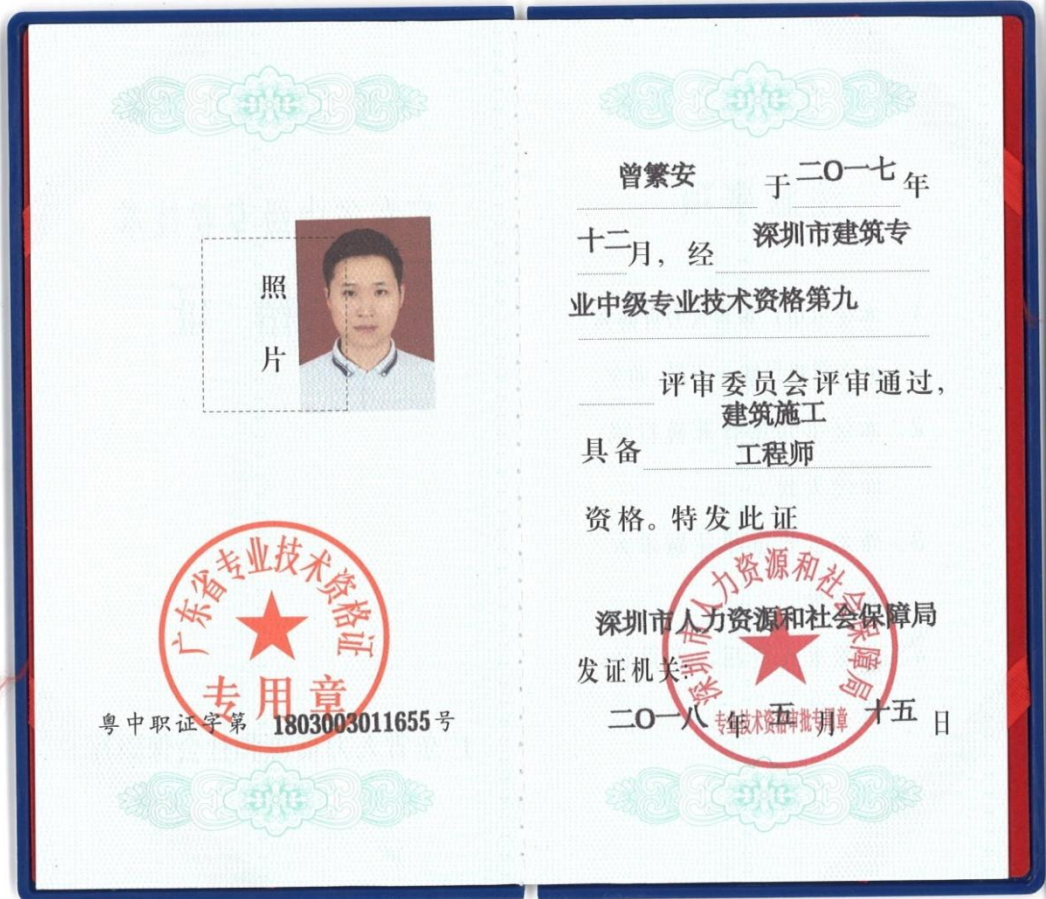 照
片
广东省专业技术资格证
专用章
粤中职证字第 1803003011655号
曾繁安 于二〇一七年
十二月，经 深圳市建筑专
业中级专业技术资格第九
评审委员会评审通过，
建筑施工
具备 工程师
资格。特发此证
深圳市人力资源和社会保障局
深圳市人力资源和社会保障局
发证机关：
专业技术资格审批专用章
二〇一八年 五 月 十五 日